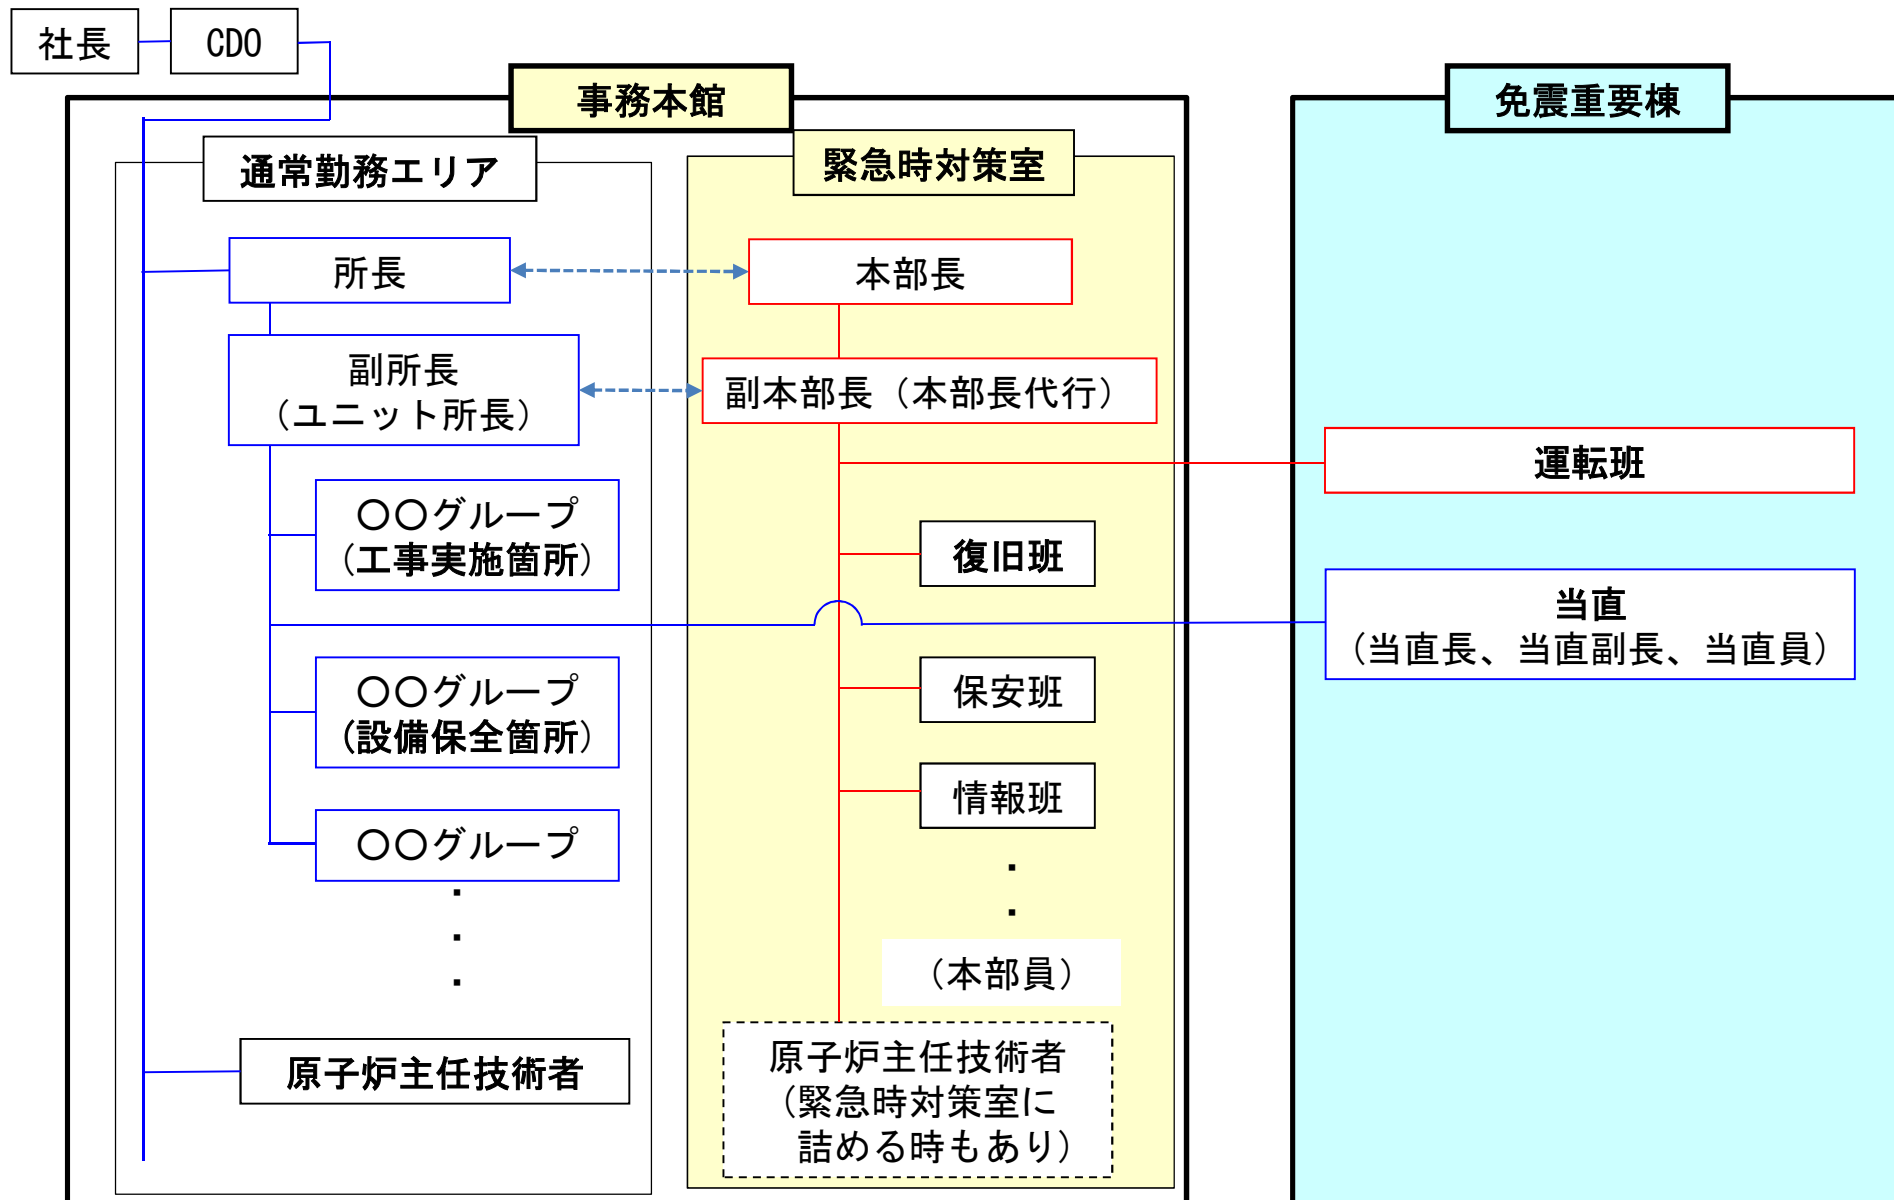 社長
CDO
事務本館
免震重要棟
通常勤務エリア
緊急時対策室
所長
本部長
副所長
（ユニット所長）
副本部長（本部長代行）
運転班
〇〇グループ
（工事実施箇所）
復旧班
当直
（当直長、当直副長、当直員）
〇〇グループ
（設備保全箇所）
保安班
情報班
〇〇グループ
・
・
・
・
・
（本部員）
原子炉主任技術者
原子炉主任技術者
（緊急時対策室に
詰める時もあり）